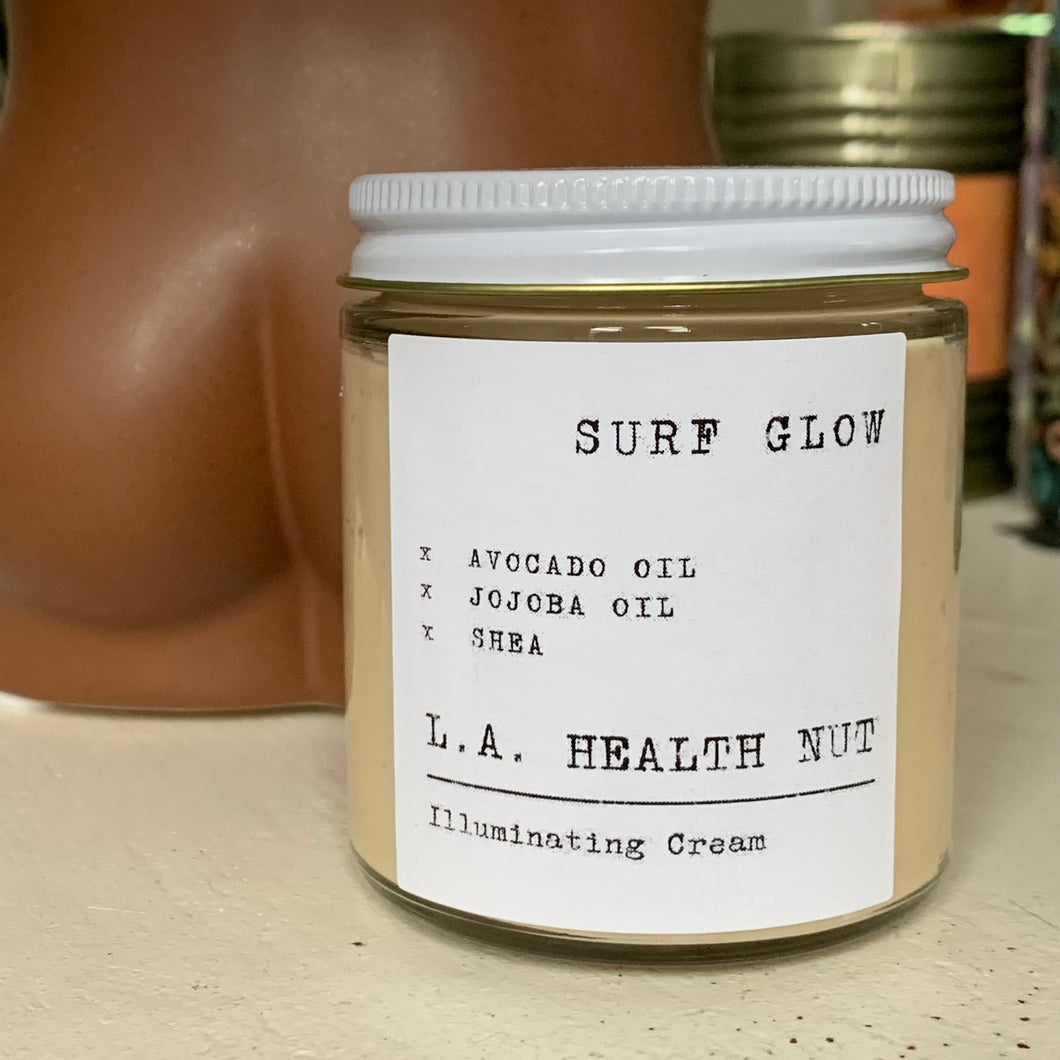 SURF GLOW
x AVOCADO OIL
x JOJOBA OIL
x SHEA
L.A. HEALTH NUT
Illuminating Cream